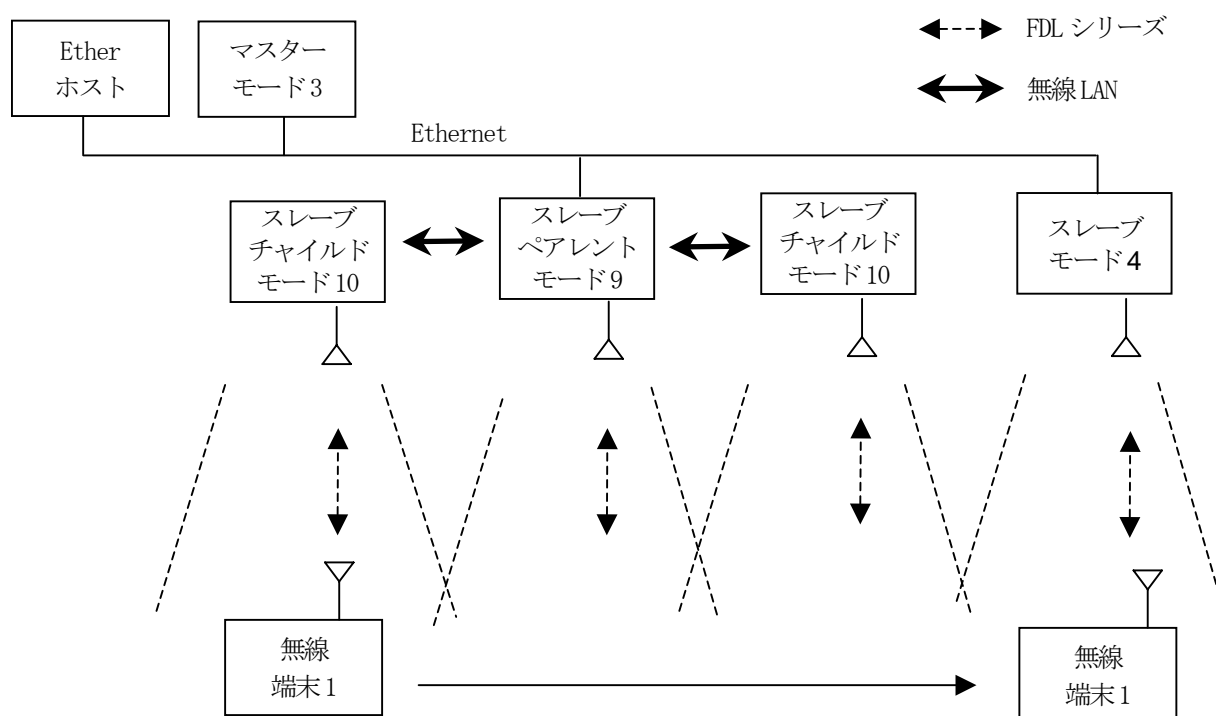 Ether
ホスト
マスター
モード3
FDL シリーズ
無線LAN
Ethernet
スレーブ
チャイルド
モード10
スレーブ
ペアレント
モード9
スレーブ
チャイルド
モード10
スレーブ
モード4
無線
端末1
無線
端末1